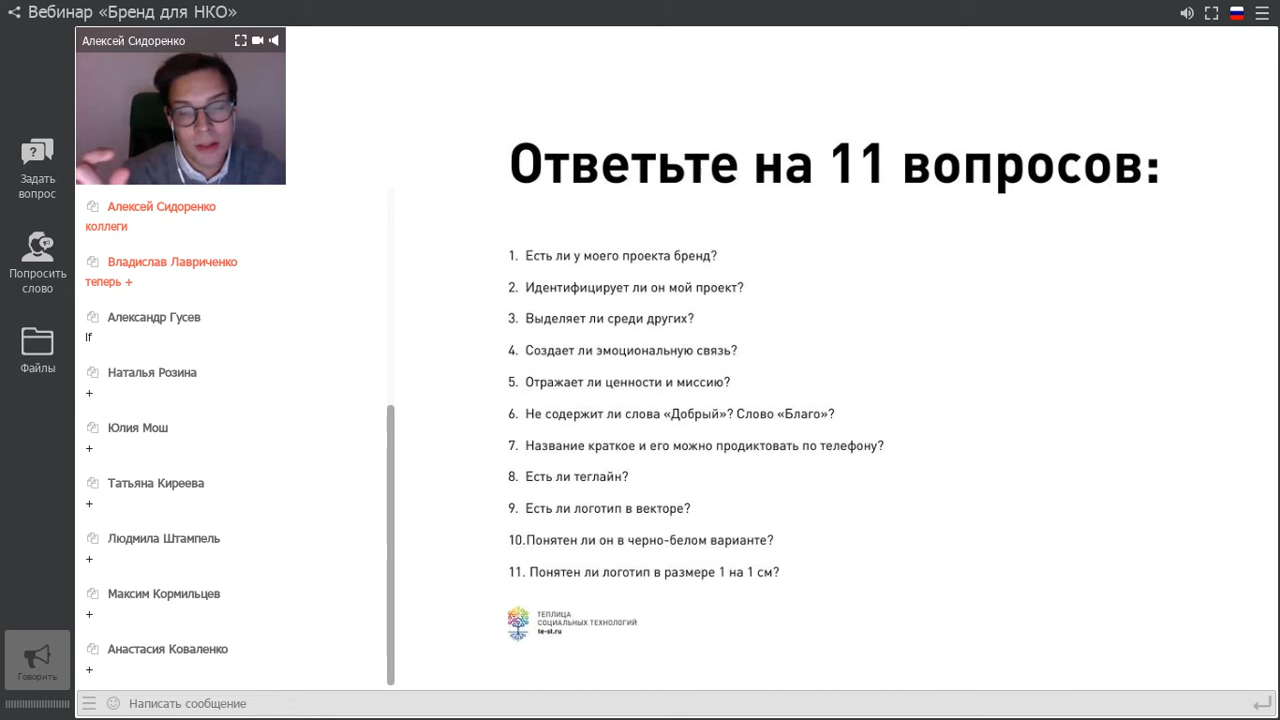 Вебинар «Бренд для НКО»
Алексей Сидоренко
Задать
вопрос
Попросить
слово
Файлы
Говорить
Алексей Сидоренко
коллеги
Владислав Лавриченко
теперь +
Александр Гусев
lf
Наталья Розина
+
Юлия Мош
+
Татьяна Киреева
+
Людмила Штампель
+
Максим Кормильцев
+
Анастасия Коваленко
+
Написать сообщение
Ответьте на 11 вопросов:
1. Есть ли у моего проекта бренд?
2. Идентифицирует ли он мой проект?
3. Выделяет ли среди других?
4. Создает ли эмоциональную связь?
5. Отражает ли ценности и миссию?
6. Не содержит ли слова «Добрый»? Слово «Благо»?
7. Название краткое и его можно продиктовать по телефону?
8. Есть ли теглайн?
9. Есть ли логотип в векторе?
10.Понятен ли он в черно-белом варианте?
11. Понятен ли логотип в размере 1 на 1 см?
ТЕПЛИЦА
СОЦИАЛЬНЫХ ТЕХНОЛОГИЙ
te-st.ru